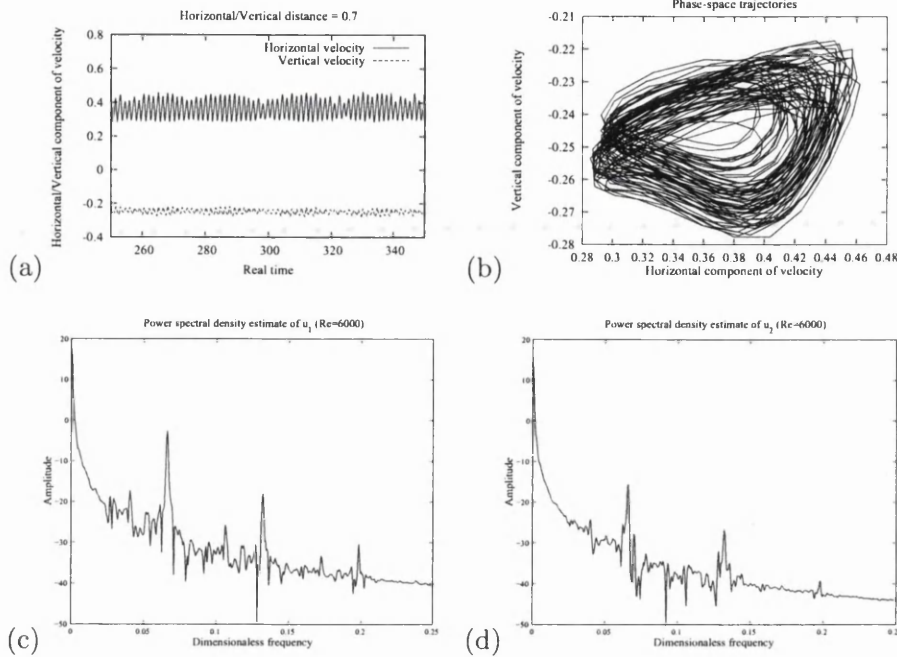 Horizontal/Vertical distance = 0.7
Horizontal/Vertical component of velocity
0.8
0.6
0.4
0.2
0
-0.2
-0.4
Horizontal velocity
Vertical velocity
260 280 300 320 340
Real time
(a)
Phase-space trajectories
Vertical component of velocity
-0.21
-0.22
-0.23
-0.24
-0.25
-0.26
-0.27
-0.28
0.28 0.3 0.32 0.34 0.36 0.38 0.4 0.42 0.44 0.46 0.48
Horizontal component of velocity
(b)
Power spectral density estimate of u1 (Re=6000)
Amplitude
20
10
0
-10
-20
-30
-40
-50
0 0.05 0.1 0.15 0.2 0.25
Dimensionaless frequency
(c)
Power spectral density estimate of u2 (Re=6000)
Amplitude
20
10
0
-10
-20
-30
-40
-50
0 0.05 0.1 0.15 0.2 0.25
Dimensionaless frequency
(d)